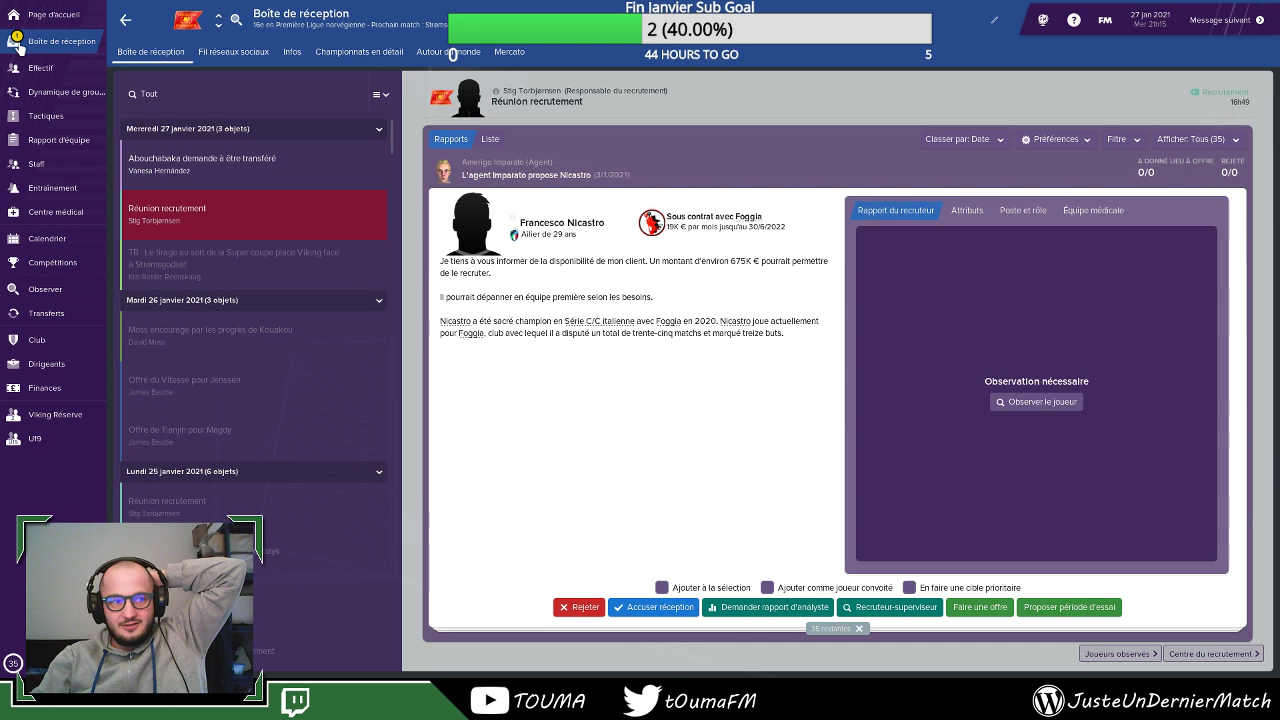 Fin Janvier Sub Goal
2 (40.00%)
0
44 HOURS TO GO
5
Page d'accueil
1
Boîte de réception
Effectif
Dynamique de grou...
Tactiques
Rapport d'équipe
Staff
Entraînement
Centre médical
Calendrier
Compétitions
Observer
Transferts
Club
Dirigeants
Finances
Viking Réserve
U19
35
Boîte de réception
16e en Première Ligue norvégienne - Prochain match : Strøms
FM
27 jan 2021
Mer 21h15
Message suivant
Boîte de réception
Fil réseaux sociaux
Infos
Championnats en détail
Autour du monde
Mercato
Tout
Mercredi 27 janvier 2021 (3 objets)
Abouchabaka demande à être transféré
Vanesa Hernández
Réunion recrutement
Stig Torbjørnsen
TR : Le tirage au sort de la Super coupe place Viking face
à Strømsgodset
Kim Reidar Reenskaug
Mardi 26 janvier 2021 (3 objets)
Moss encouragé par les progrès de Kouakou
David Moss
Offre du Vitesse pour Jenssen
James Beattie
Offre de Tianjin pour Magdy
James Beattie
Lundi 25 janvier 2021 (6 objets)
Réunion recrutement
Stig Torbjørnsen
pays
Stig Torbjørnsen (Responsable du recrutement)
Réunion recrutement
Recrutement
16h49
Rapports
Liste
Classer par: Date
Préférences
Filtre
Afficher: Tous (35)
Amerigo Imparato (Agent)
L'agent Imparato propose Nicastro (3/1/2021)
A DONNÉ LIEU À OFFRE
0/0
REJETÉ
0/0
Francesco Nicastro
Ailier de 29 ans
Sous contrat avec Foggia
19K € par mois jusqu'au 30/6/2022
Je tiens à vous informer de la disponibilité de mon client. Un montant d'environ 675K € pourrait permettre
de le recruter.
Il pourrait dépanner en équipe première selon les besoins.
Nicastro a été sacré champion en Série C/C italienne avec Foggia en 2020. Nicastro joue actuellement
pour Foggia, club avec lequel il a disputé un total de trente-cinq matchs et marqué treize buts.
Rapport du recruteur
Attributs
Poste et rôle
Équipe médicale
Observation nécessaire
Observer le joueur
Ajouter à la sélection
Ajouter comme joueur convoité
En faire une cible prioritaire
Rejeter
Accuser réception
Demander rapport d'analyste
Recruteur-superviseur
Faire une offre
Proposer période d'essai
35 restantes
Joueurs observés
Centre du recrutement
TOUMA
tOumaFM
JusteUnDernierMatch